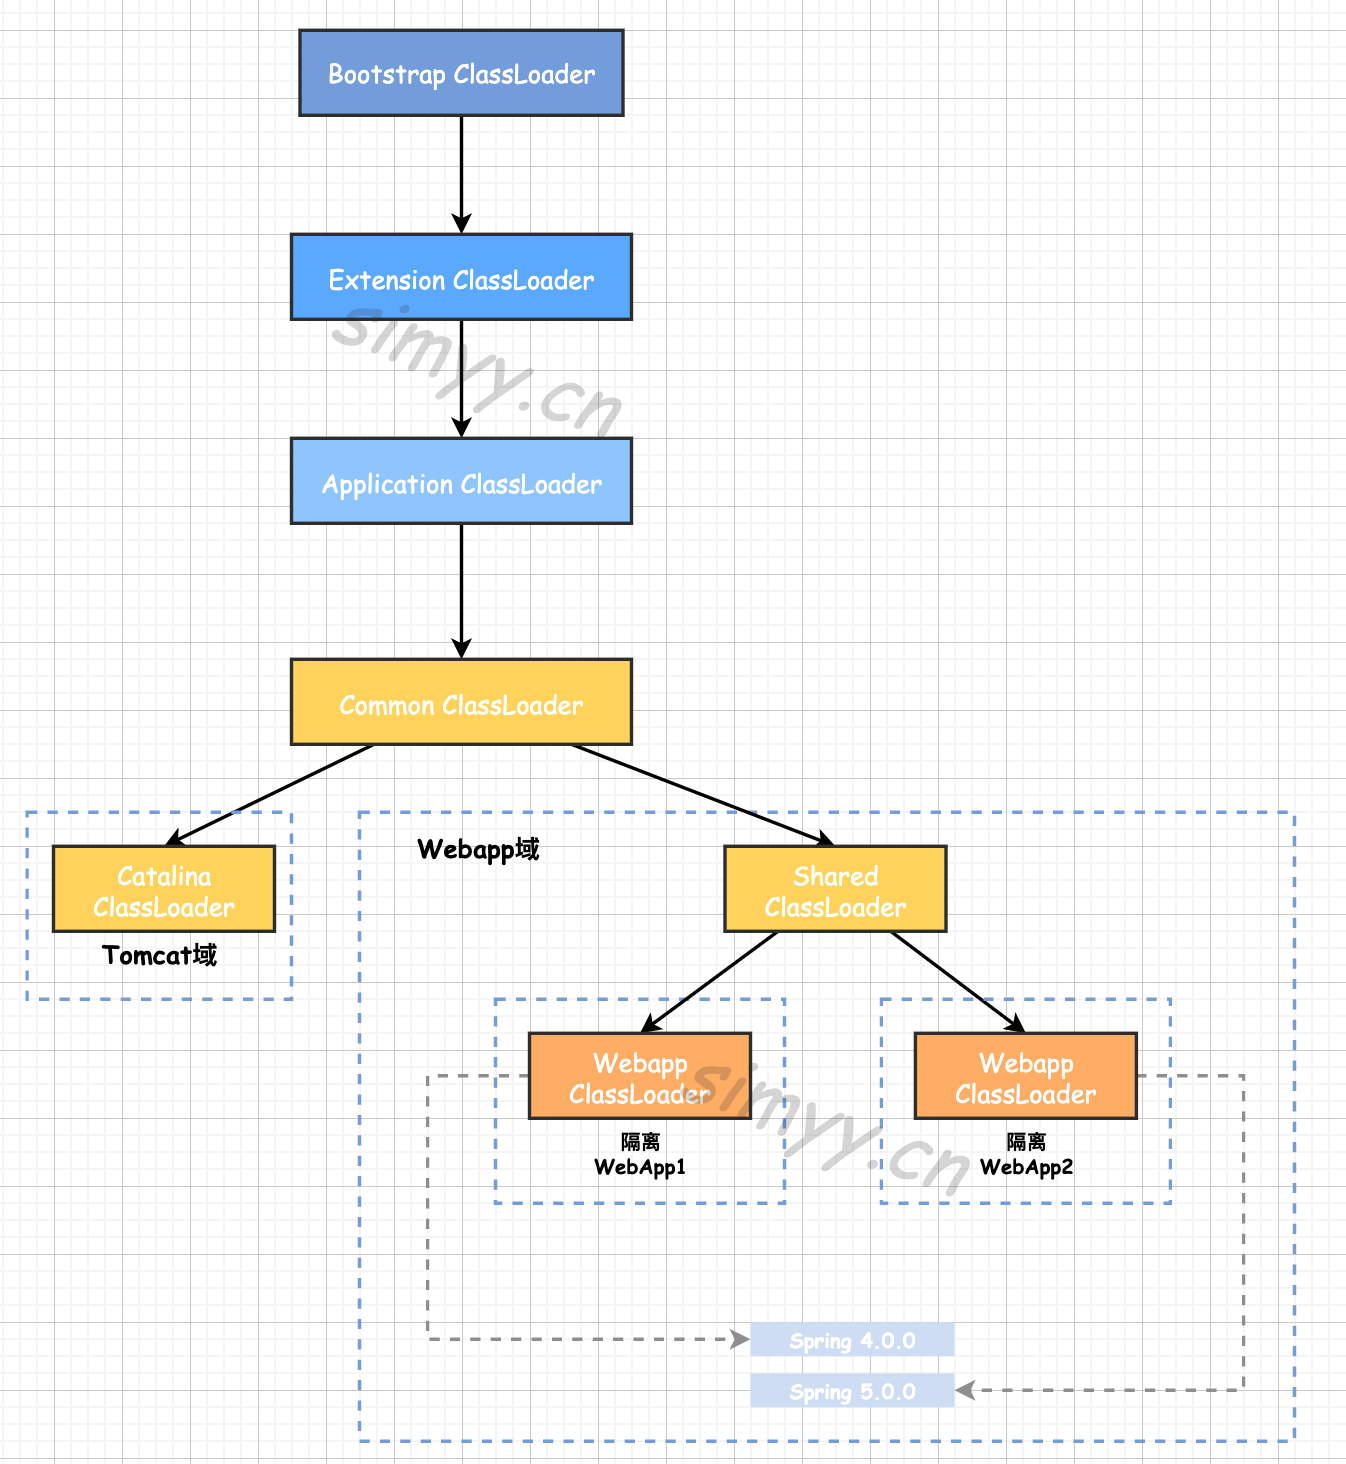 Bootstrap ClassLoader
Extension ClassLoader
simyy.cn
Application ClassLoader
Common ClassLoader
Webapp域
Catalina
ClassLoader
Tomcat域
Shared
ClassLoader
Webapp
ClassLoader
隔离
WebApp1
Webapp
ClassLoader
隔离
WebApp2
simyy.cn
Spring 4.0.0
Spring 5.0.0